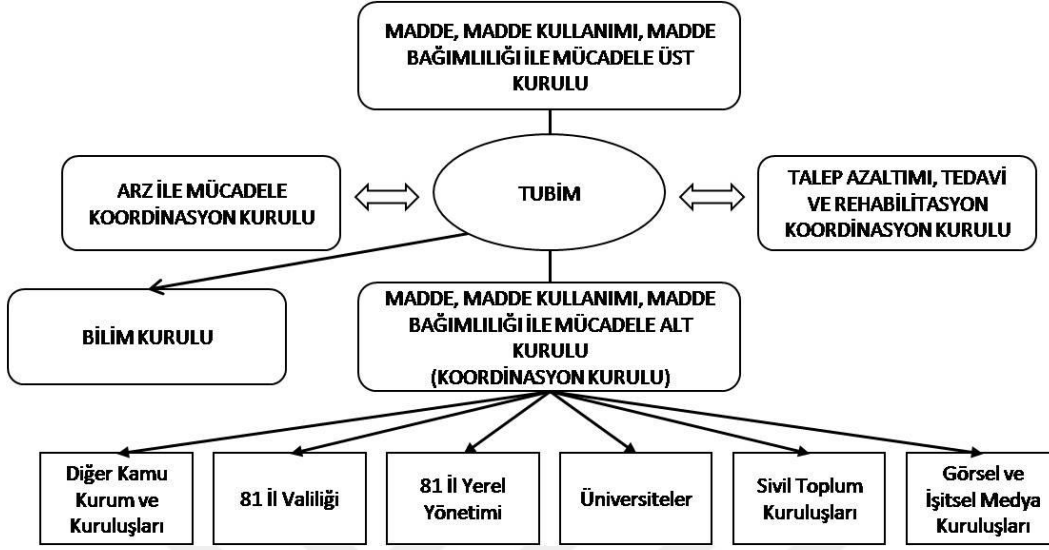 MADDE, MADDE KULLANIMI, MADDE
BAĞIMLILIĞI İLE MÜCADELE ÜST
KURULU
ARZ İLE MÜCADELE
KOORDİNASYON KURULU
TUBİM
TALEP AZALTIMI, TEDAVİ
VE REHABİLİTASYON
KOORDİNASYON KURULU
BİLİM KURULU
MADDE, MADDE KULLANIMI, MADDE
BAĞIMLILIĞI İLE MÜCADELE ALT
KURULU
(KOORDİNASYON KURULU)
Diğer Kamu
Kurum ve
Kuruluşları
81 İl Valiliği
81 İl Yerel
Yönetimi
Üniversiteler
Sivil Toplum
Kuruluşları
Görsel ve
İşitsel Medya
Kuruluşları